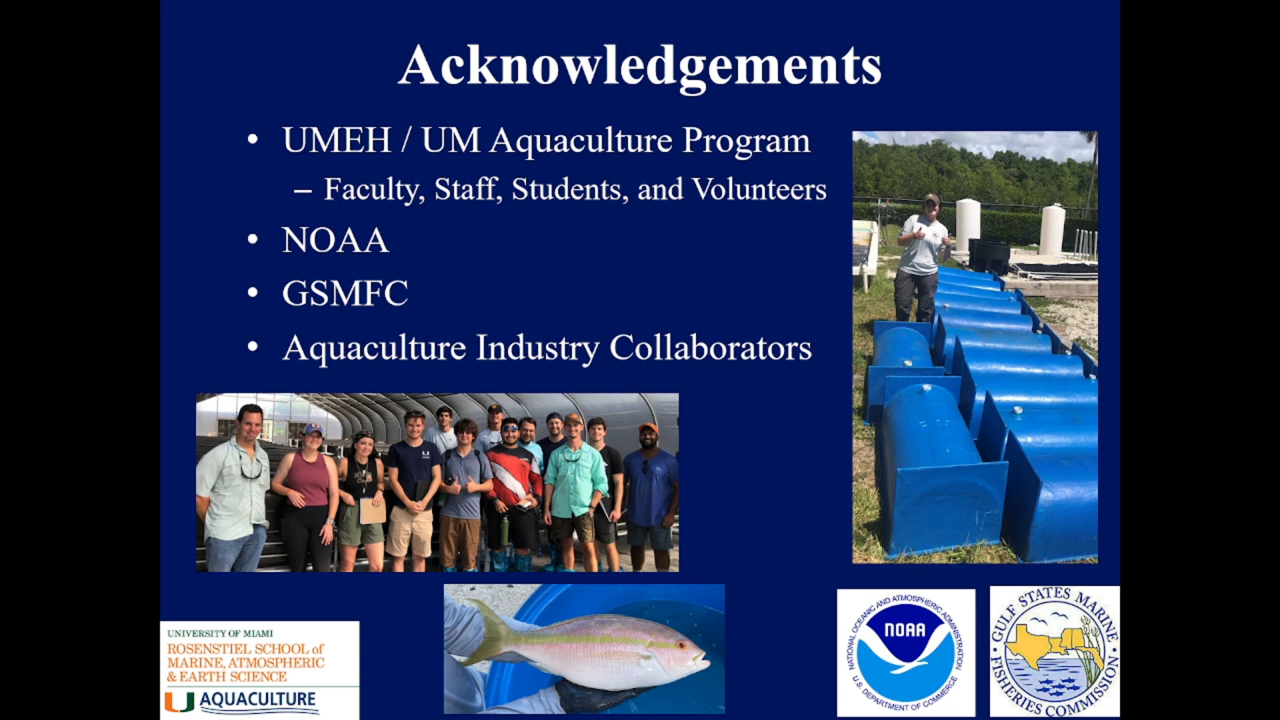 Acknowledgements
• UMEH / UM Aquaculture Program
– Faculty, Staff, Students, and Volunteers
• NOAA
• GSMFC
• Aquaculture Industry Collaborators
UNIVERSITY OF MIAMI
ROSENSTIEL SCHOOL of
MARINE, ATMOSPHERIC
& EARTH SCIENCE
U AQUACULTURE
NATIONAL OCEANIC AND ATMOSPHERIC ADMINISTRATION
NOAA
U.S. DEPARTMENT OF COMMERCE
• GULF STATES MARINE •
FISHERIES COMMISSION